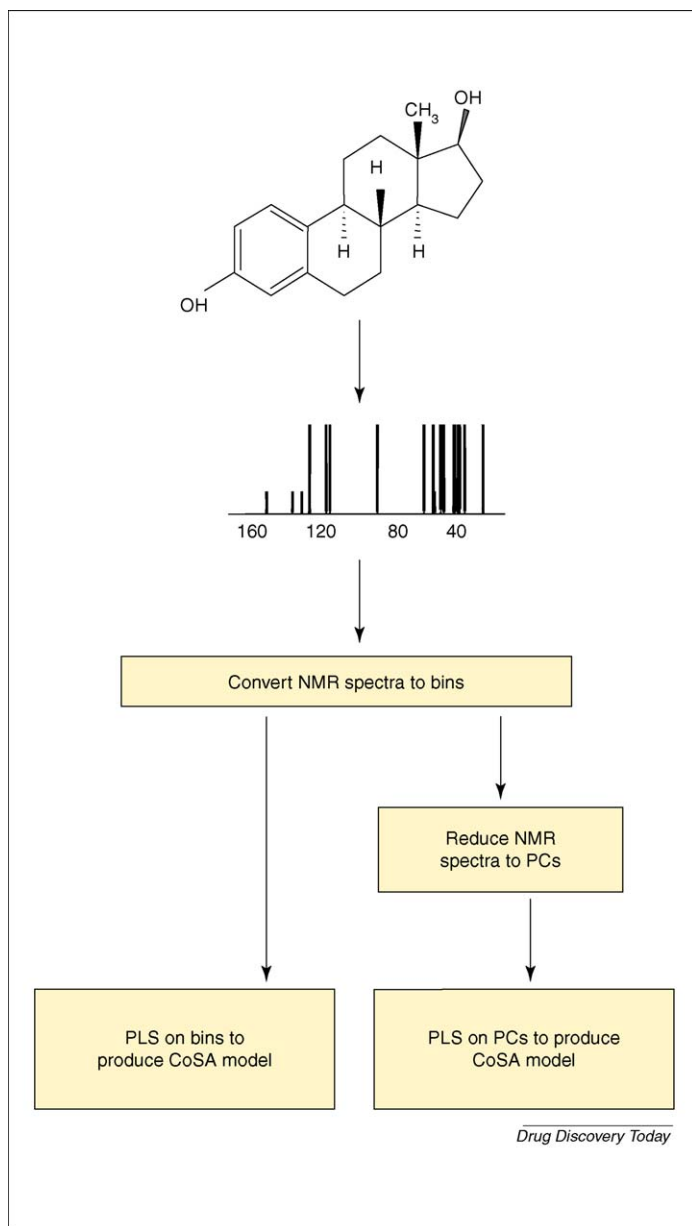 OH
CH3
H
H
H
OH
160 120 80 40
Convert NMR spectra to bins
Reduce NMR
spectra to PCs
PLS on bins to
produce CoSA model
PLS on PCs to produce
CoSA model
Drug Discovery Today